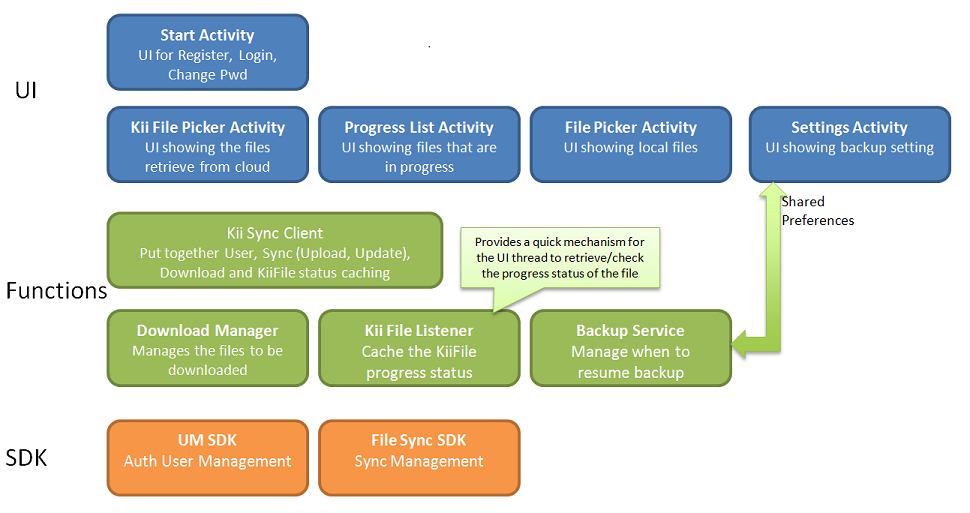 Start Activity
UI for Register, Login,
Change Pwd
UI
Kii File Picker Activity
UI showing the files
retrieve from cloud
Progress List Activity
UI showing files that are
in progress
File Picker Activity
UI showing local files
Settings Activity
UI showing backup setting
Shared
Preferences
Kii Sync Client
Put together User, Sync (Upload, Update),
Download and KiiFile status caching
Provides a quick mechanism for
the UI thread to retrieve/check
the progress status of the file
Functions
Download Manager
Manages the files to be
downloaded
Kii File Listener
Cache the KiiFile
progress status
Backup Service
Manage when to
resume backup
SDK
UM SDK
Auth User Management
File Sync SDK
Sync Management